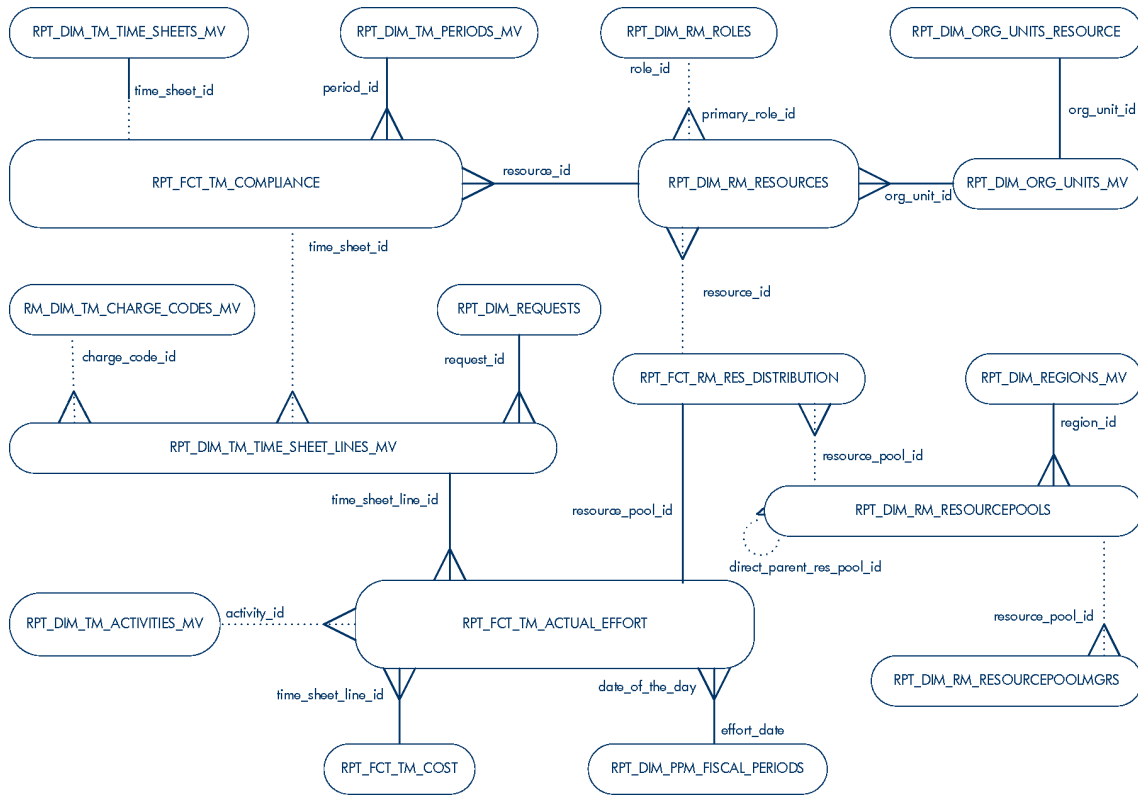 RPT_DIM_TM_TIME_SHEETS_MV
RPT_DIM_TM_PERIODS_MV
RPT_DIM_RM_ROLES
RPT_DIM_ORG_UNITS_RESOURCE
role_id
time_sheet_id
period_id
primary_role_id
org_unit_id
RPT_FCT_TM_COMPLIANCE
resource_id
RPT_DIM_RM_RESOURCES
org_unit_id
RPT_DIM_ORG_UNITS_MV
time_sheet_id
resource_id
RM_DIM_TM_CHARGE_CODES_MV
RPT_DIM_REQUESTS
charge_code_id
request_id
RPT_FCT_RM_RES_DISTRIBUTION
RPT_DIM_REGIONS_MV
region_id
RPT_DIM_TM_TIME_SHEET_LINES_MV
resource_pool_id
time_sheet_line_id
resource_pool_id
RPT_DIM_RM_RESOURCEPOOLS
direct_parent_res_pool_id
activity_id
RPT_DIM_TM_ACTIVITIES_MV
RPT_FCT_TM_ACTUAL_EFFORT
resource_pool_id
RPT_DIM_RM_RESOURCEPOOLMGRS
time_sheet_line_id
date_of_the_day
effort_date
RPT_FCT_TM_COST
RPT_DIM_PPM_FISCAL_PERIODS